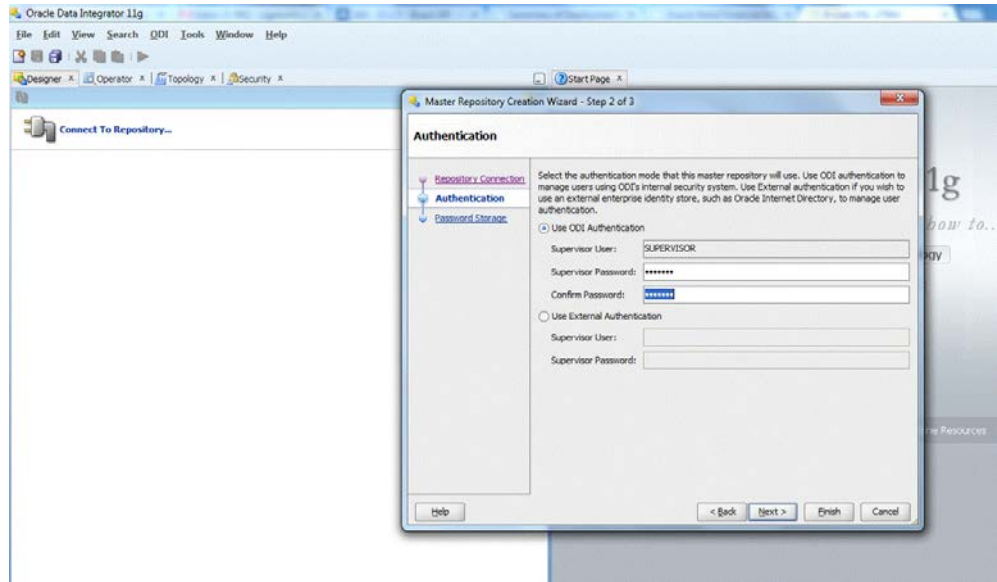 Oracle Data Integrator 11g
File Edit View Search ODI Tools Window Help
Designer x Operator x Topology x Security x
Start Page x
Connect To Repository...
Master Repository Creation Wizard - Step 2 of 3
Authentication
Repository Connection
Authentication
Password Storage
Select the authentication mode that this master repository will use. Use ODI authentication to
manage users using ODI's internal security system. Use External authentication if you wish to
use an external enterprise identity store, such as Oracle Internet Directory, to manage user
authentication.
Use ODI Authentication
Supervisor User: SUPERVISOR
Supervisor Password: •••••••
Confirm Password: •••••••
Use External Authentication
Supervisor User:
Supervisor Password:
1g
how to..
ogy
ne Resources
Help < Back Next > Finish Cancel